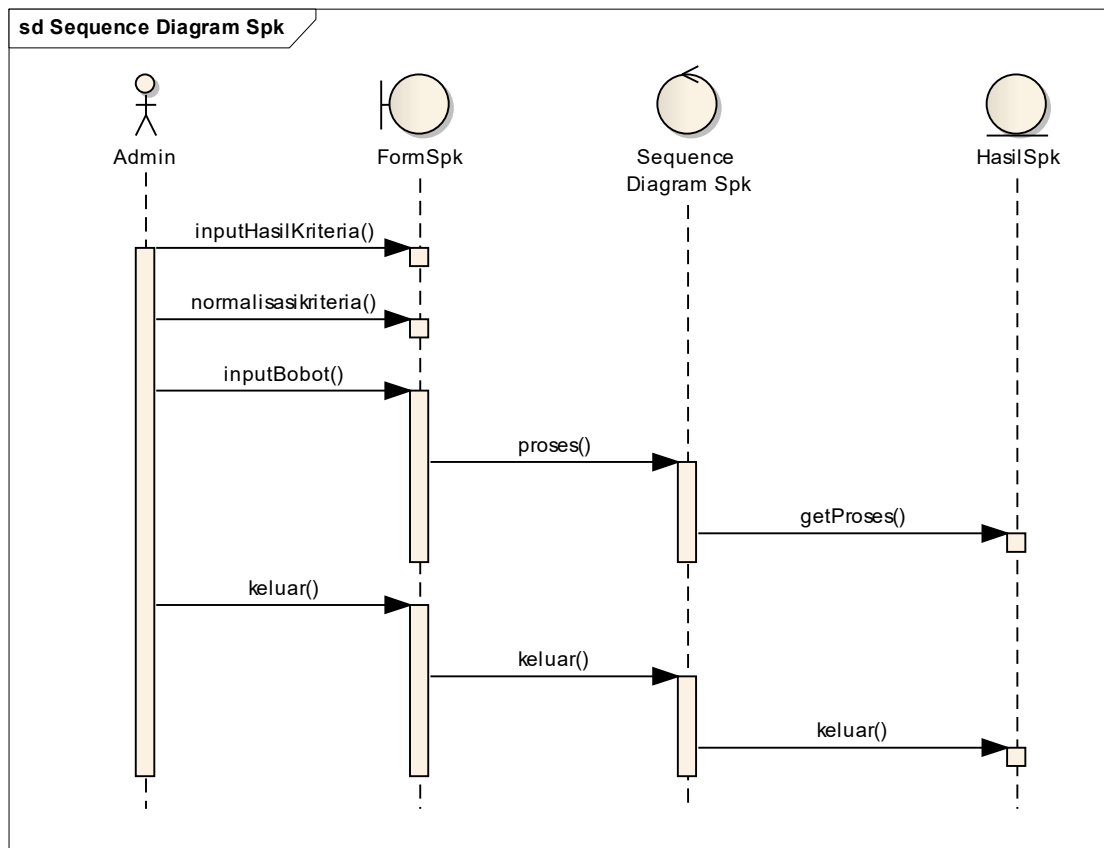 sd Sequence Diagram Spk
Admin
FormSpk
Sequence
Diagram Spk
HasilSpk
inputHasilKriteria()
normalisasikriteria()
inputBobot()
proses()
getProses()
keluar()
keluar()
keluar()